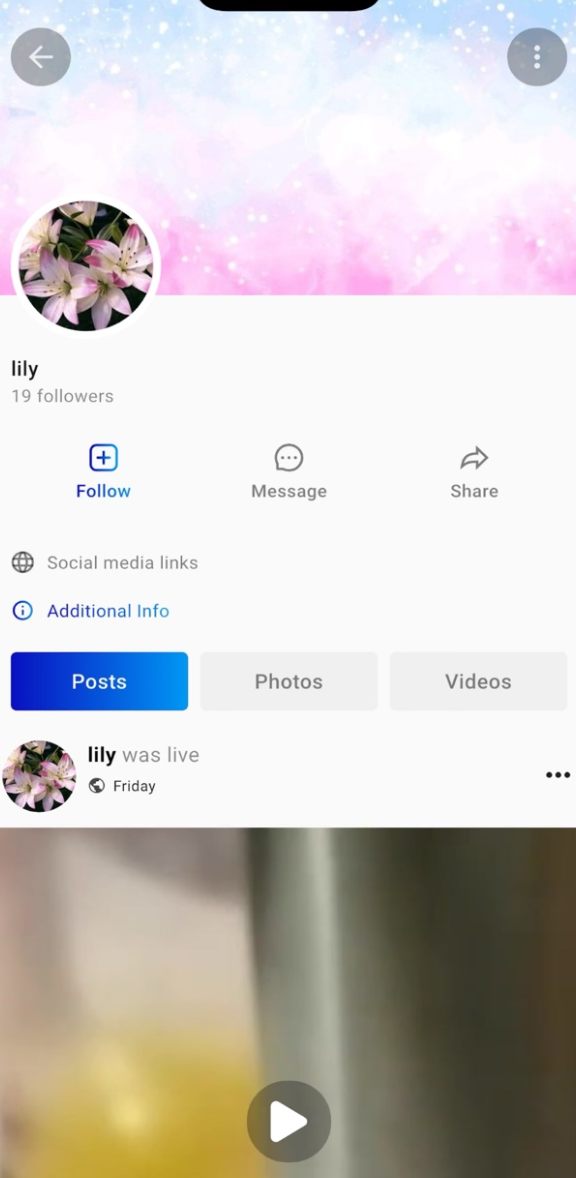 lily
19 followers
Follow
Message
Share
Social media links
Additional Info
Posts
Photos
Videos
lily was live
Friday